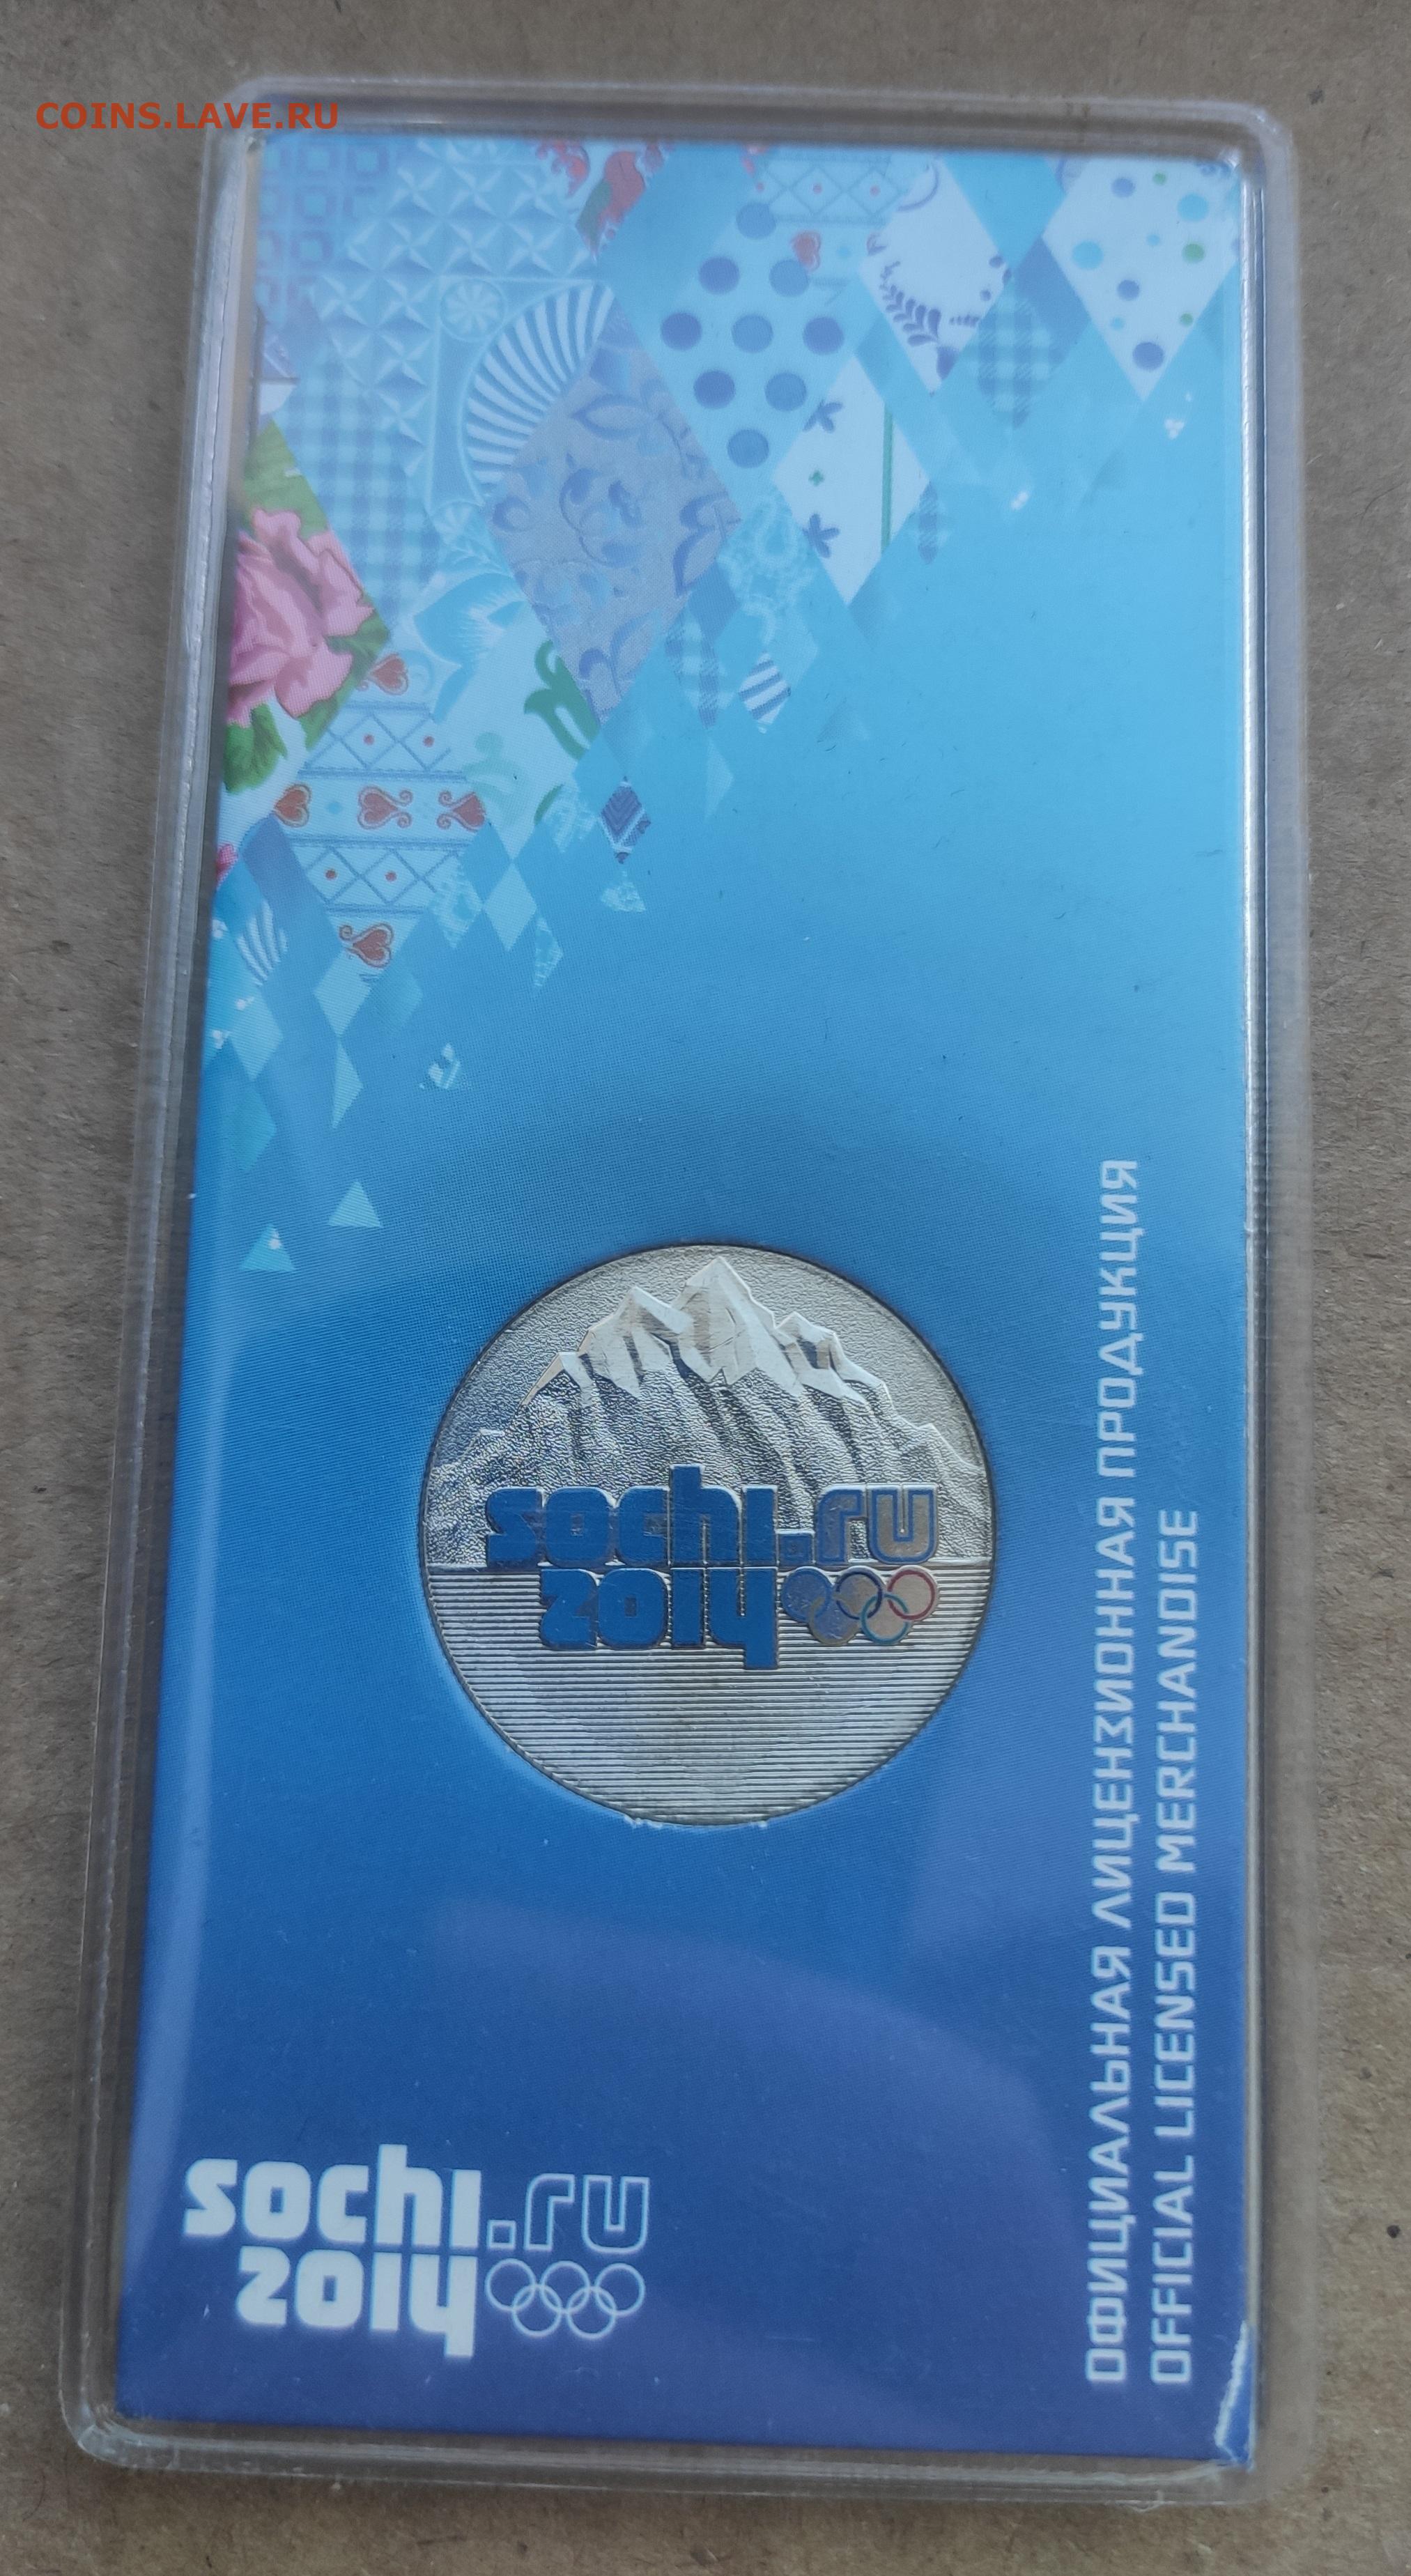 COINS.LAVE.RU
sochi.ru
2014
ОФИЦИАЛЬНАЯ ЛИЦЕНЗИОННАЯ ПРОДУКЦИЯ
OFFICIAL LICENSED MERCHANDISE
sochi.ru
2014